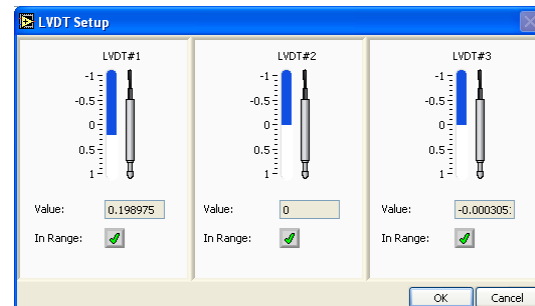 LVDT Setup
LVDT#1
-1
-0.5
0
0.5
1
Value: 0.198975
In Range:
LVDT#2
-1
-0.5
0
0.5
1
Value: 0
In Range:
LVDT#3
-1
-0.5
0
0.5
1
Value: -0.000305
In Range:
OK Cancel